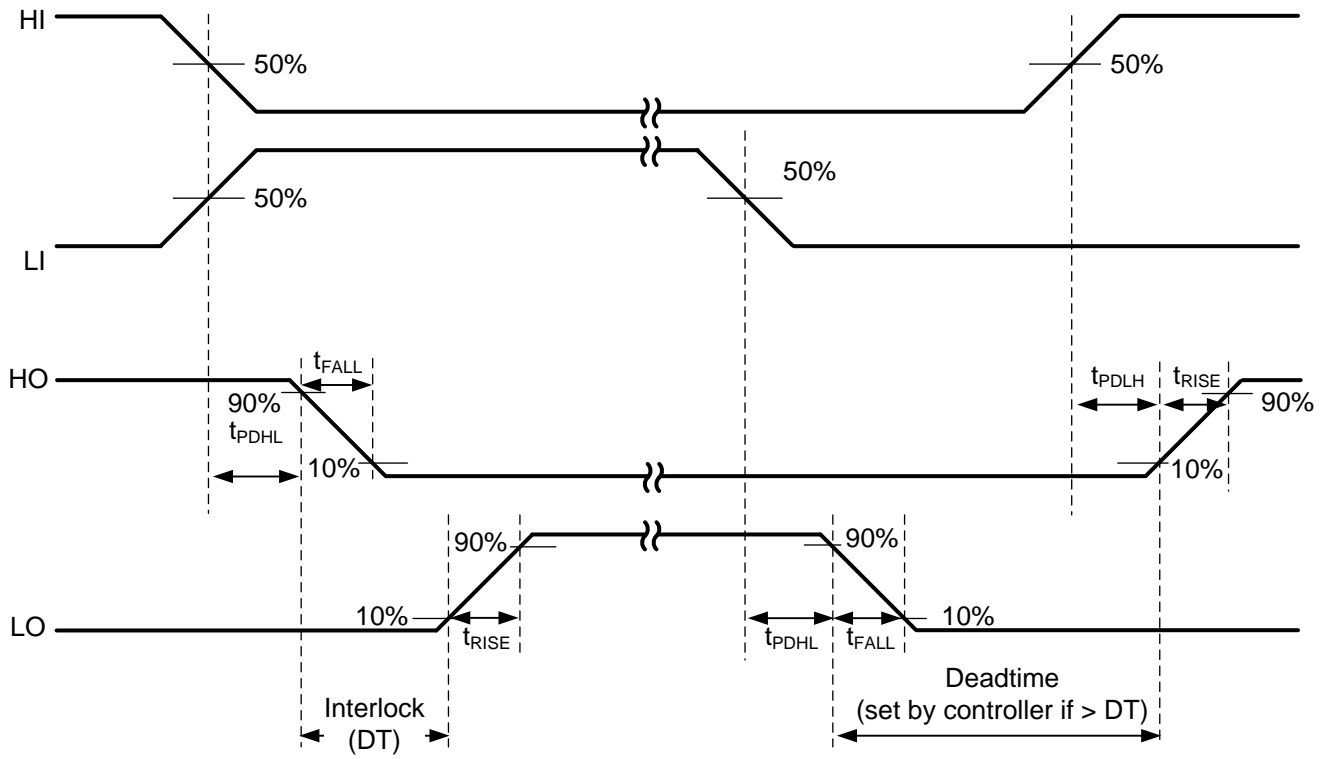 HI
50%
50%
50%
50%
LI
HO
tFALL
90%
tPDHL
10%
tPDLH
tRISE
90%
10%
LO
90%
10%
tRISE
90%
10%
tPDHL
tFALL
Interlock
(DT)
Deadtime
(set by controller if > DT)